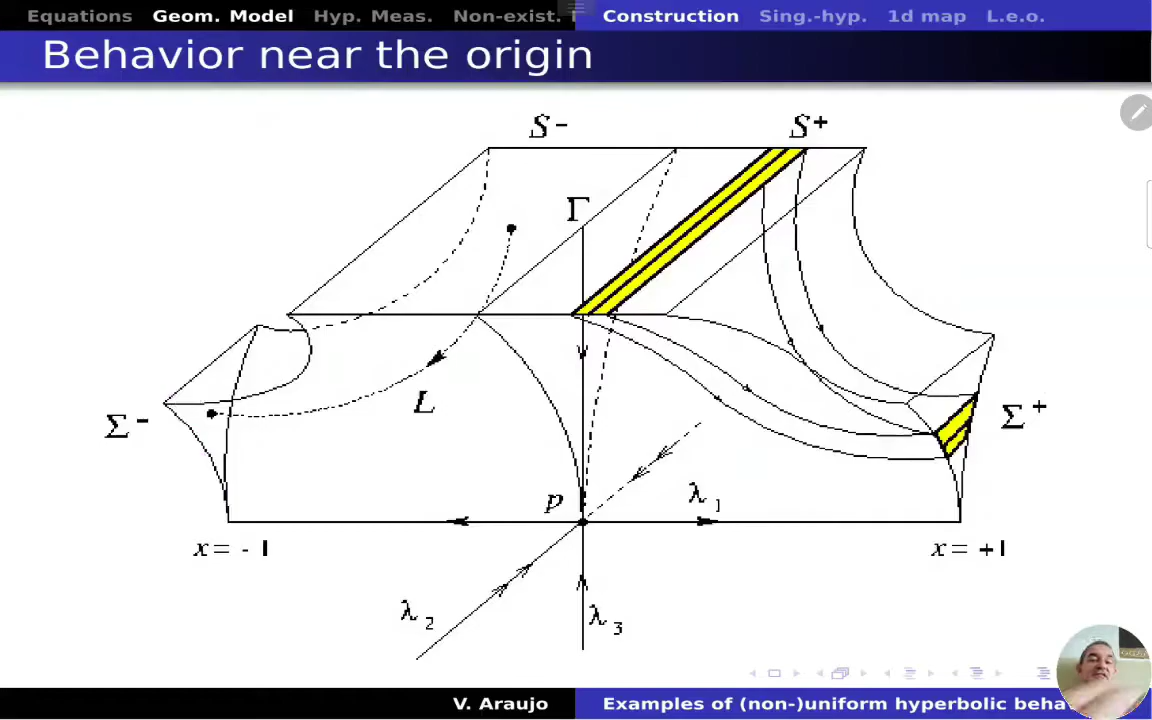 Equations Geom. Model Hyp. Meas. Non-exist. Construction Sing.-hyp. 1d map L.e.o.
Behavior near the origin
S- S+
Γ
L
Σ- Σ+
p λ1
x = -1 x = +1
λ2 λ3
V. Araujo Examples of (non-)uniform hyperbolic